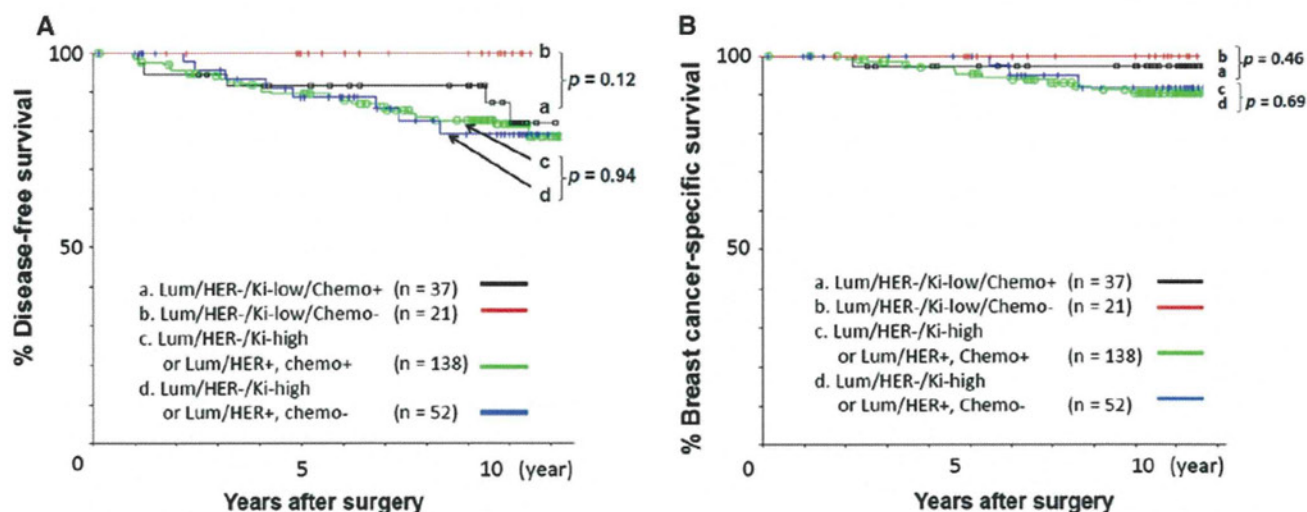 A
% Disease-free survival
100
50
0
5
10
(year)
Years after surgery
b
a
p = 0.12
c
d
p = 0.94
a. Lum/HER-/Ki-low/Chemo+ (n = 37)
b. Lum/HER-/Ki-low/Chemo- (n = 21)
c. Lum/HER-/Ki-high
or Lum/HER+, chemo+ (n = 138)
d. Lum/HER-/Ki-high
or Lum/HER+, chemo- (n = 52)
B
% Breast cancer-specific survival
100
50
0
5
10
(year)
Years after surgery
b
a
p = 0.46
c
d
p = 0.69
a. Lum/HER-/Ki-low/Chemo+ (n = 37)
b. Lum/HER-/Ki-low/Chemo- (n = 21)
c. Lum/HER-/Ki-high
or Lum/HER+, Chemo+ (n = 138)
d. Lum/HER-/Ki-high
or Lum/HER+, Chemo- (n = 52)